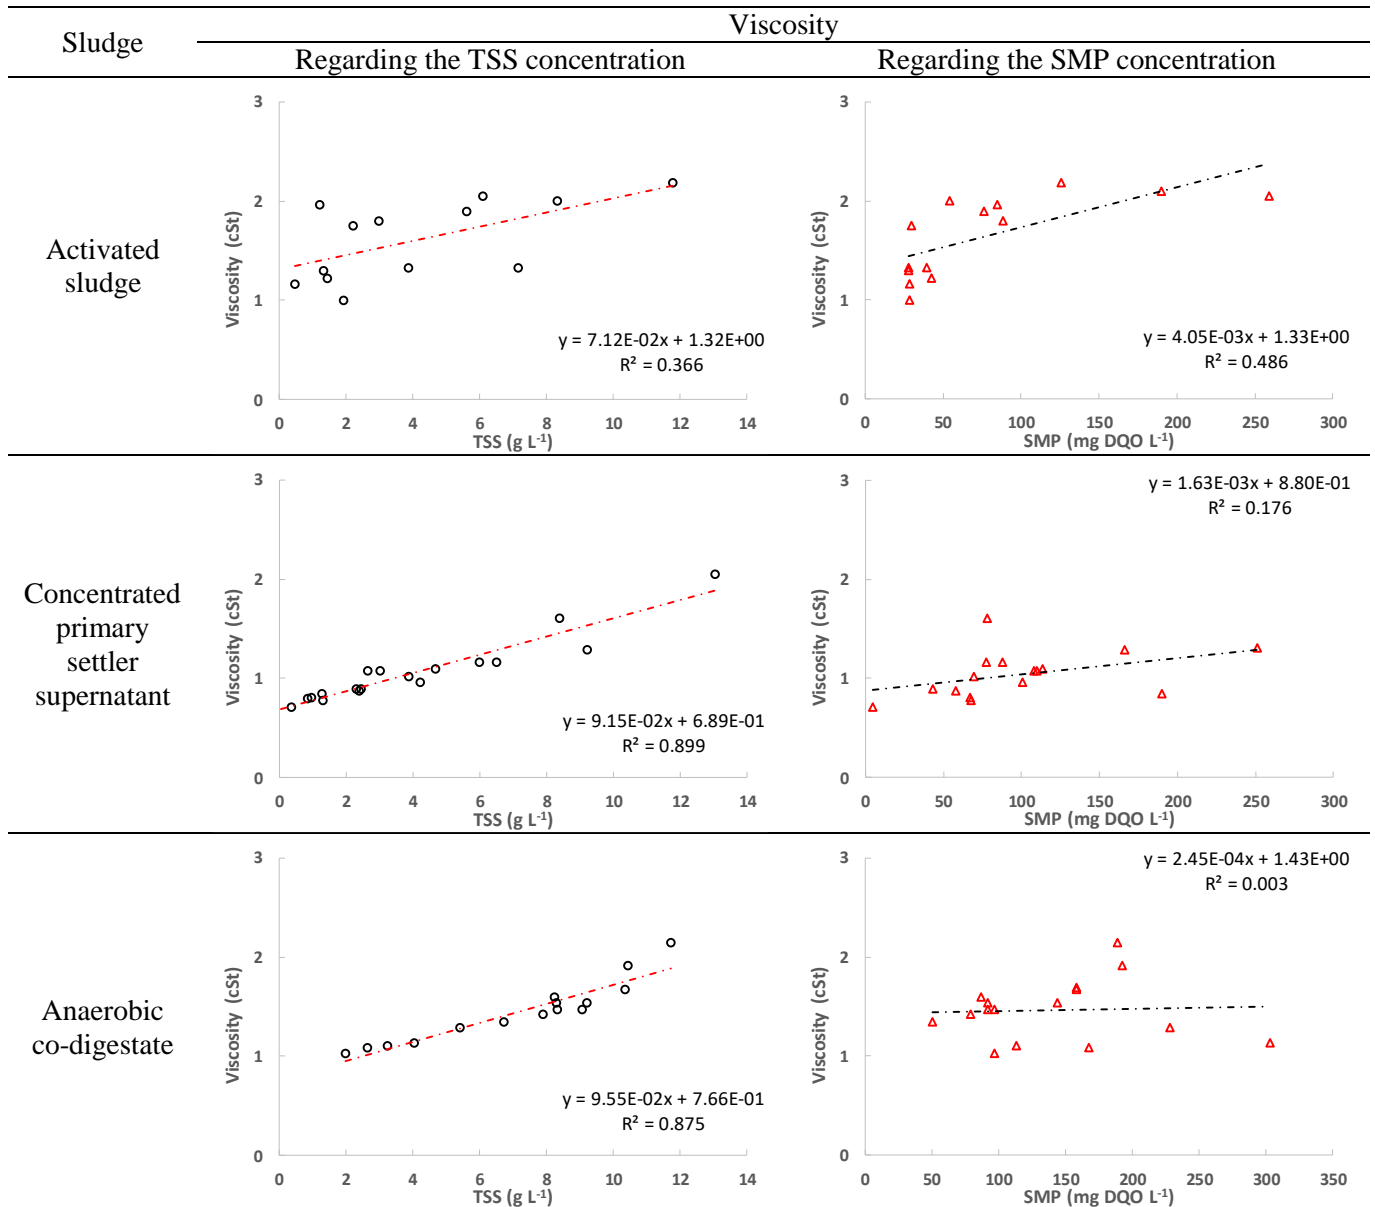 Sludge
Viscosity
Regarding the TSS concentration
Regarding the SMP concentration
Activated
sludge
3
2
1
0
Viscosity (cSt)
y = 7.12E-02x + 1.32E+00
R² = 0.366
0 2 4 6 8 10 12 14
TSS (g L⁻¹)
3
2
1
0
Viscosity (cSt)
y = 4.05E-03x + 1.33E+00
R² = 0.486
0 50 100 150 200 250 300
SMP (mg DQO L⁻¹)
Concentrated
primary
settler
supernatant
3
2
1
0
Viscosity (cSt)
y = 9.15E-02x + 6.89E-01
R² = 0.899
0 2 4 6 8 10 12 14
TSS (g L⁻¹)
3
2
1
0
Viscosity (cSt)
y = 1.63E-03x + 8.80E-01
R² = 0.176
0 50 100 150 200 250 300
SMP (mg DQO L⁻¹)
Anaerobic
co-digestate
3
2
1
0
Viscosity (cSt)
y = 9.55E-02x + 7.66E-01
R² = 0.875
0 2 4 6 8 10 12 14
TSS (g L⁻¹)
3
2
1
0
Viscosity (cSt)
y = 2.45E-04x + 1.43E+00
R² = 0.003
0 50 100 150 200 250 300 350
SMP (mg DQO L⁻¹)